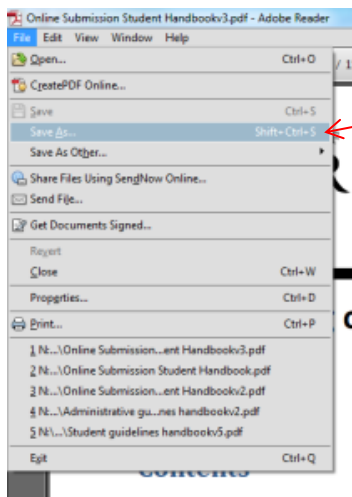 Online Submission Student Handbookv3.pdf - Adobe Reader
File Edit View Window Help
Open... Ctrl+O
CreatePDF Online...
Save Ctrl+S
Save As... Shift+Ctrl+S
Save As Other...
Share Files Using SendNow Online...
Send File...
Get Documents Signed...
Revert
Close Ctrl+W
Properties... Ctrl+D
Print... Ctrl+P
1 N:...\Online Submission...ent Handbookv3.pdf
2 N:...\Online Submission Student Handbook.pdf
3 N:...\Online Submission...ent Handbookv2.pdf
4 N:...\Administrative gu...nes handbookv2.pdf
5 N:\...\Student guidelines handbookv5.pdf
Exit Ctrl+Q
Contents